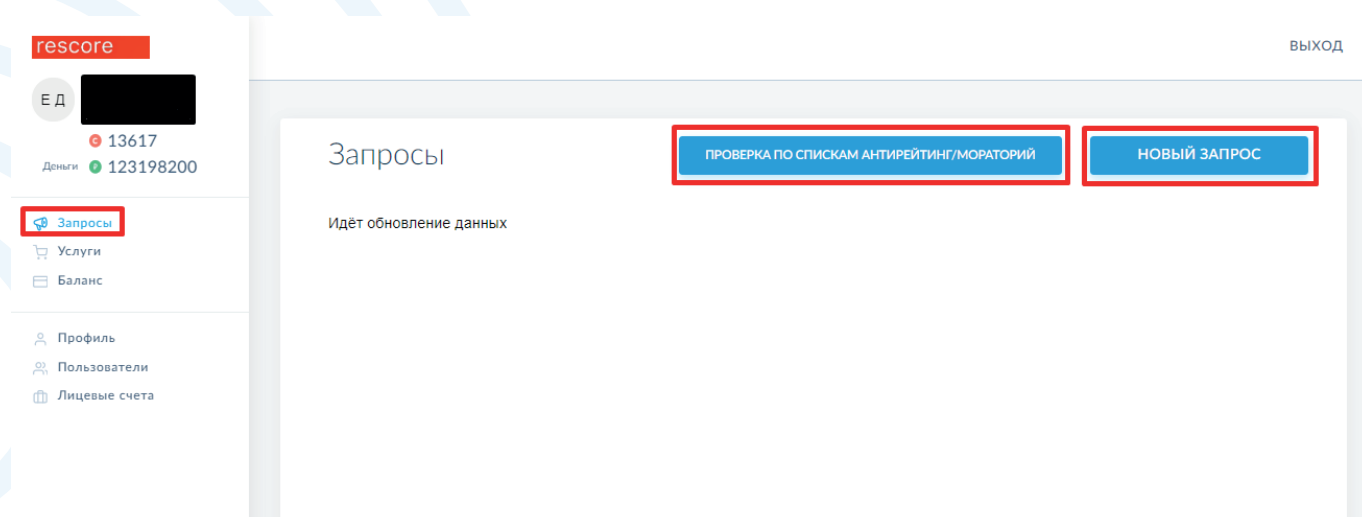 rescore
ВЫХОД
Е Д
13617
Деньги 123198200
Запросы
Услуги
Баланс
Профиль
Пользователи
Лицевые счета
Запросы
ПРОВЕРКА ПО СПИСКАМ АНТИРЕЙТИНГ/МОРАТОРИЙ
НОВЫЙ ЗАПРОС
Идёт обновление данных